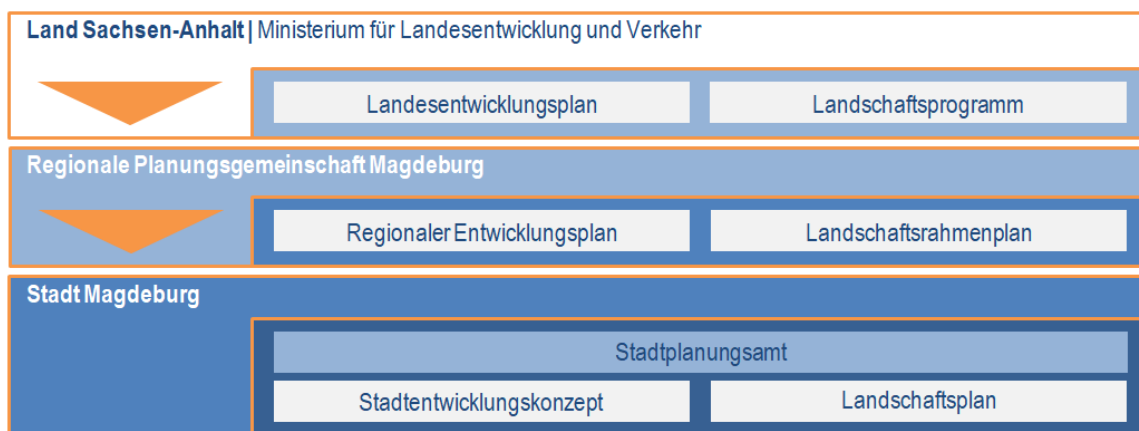 Land Sachsen-Anhalt | Ministerium für Landesentwicklung und Verkehr
Landesentwicklungsplan
Landschaftsprogramm
Regionale Planungsgemeinschaft Magdeburg
Regionaler Entwicklungsplan
Landschaftsrahmenplan
Stadt Magdeburg
Stadtplanungsamt
Stadtentwicklungskonzept
Landschaftsplan